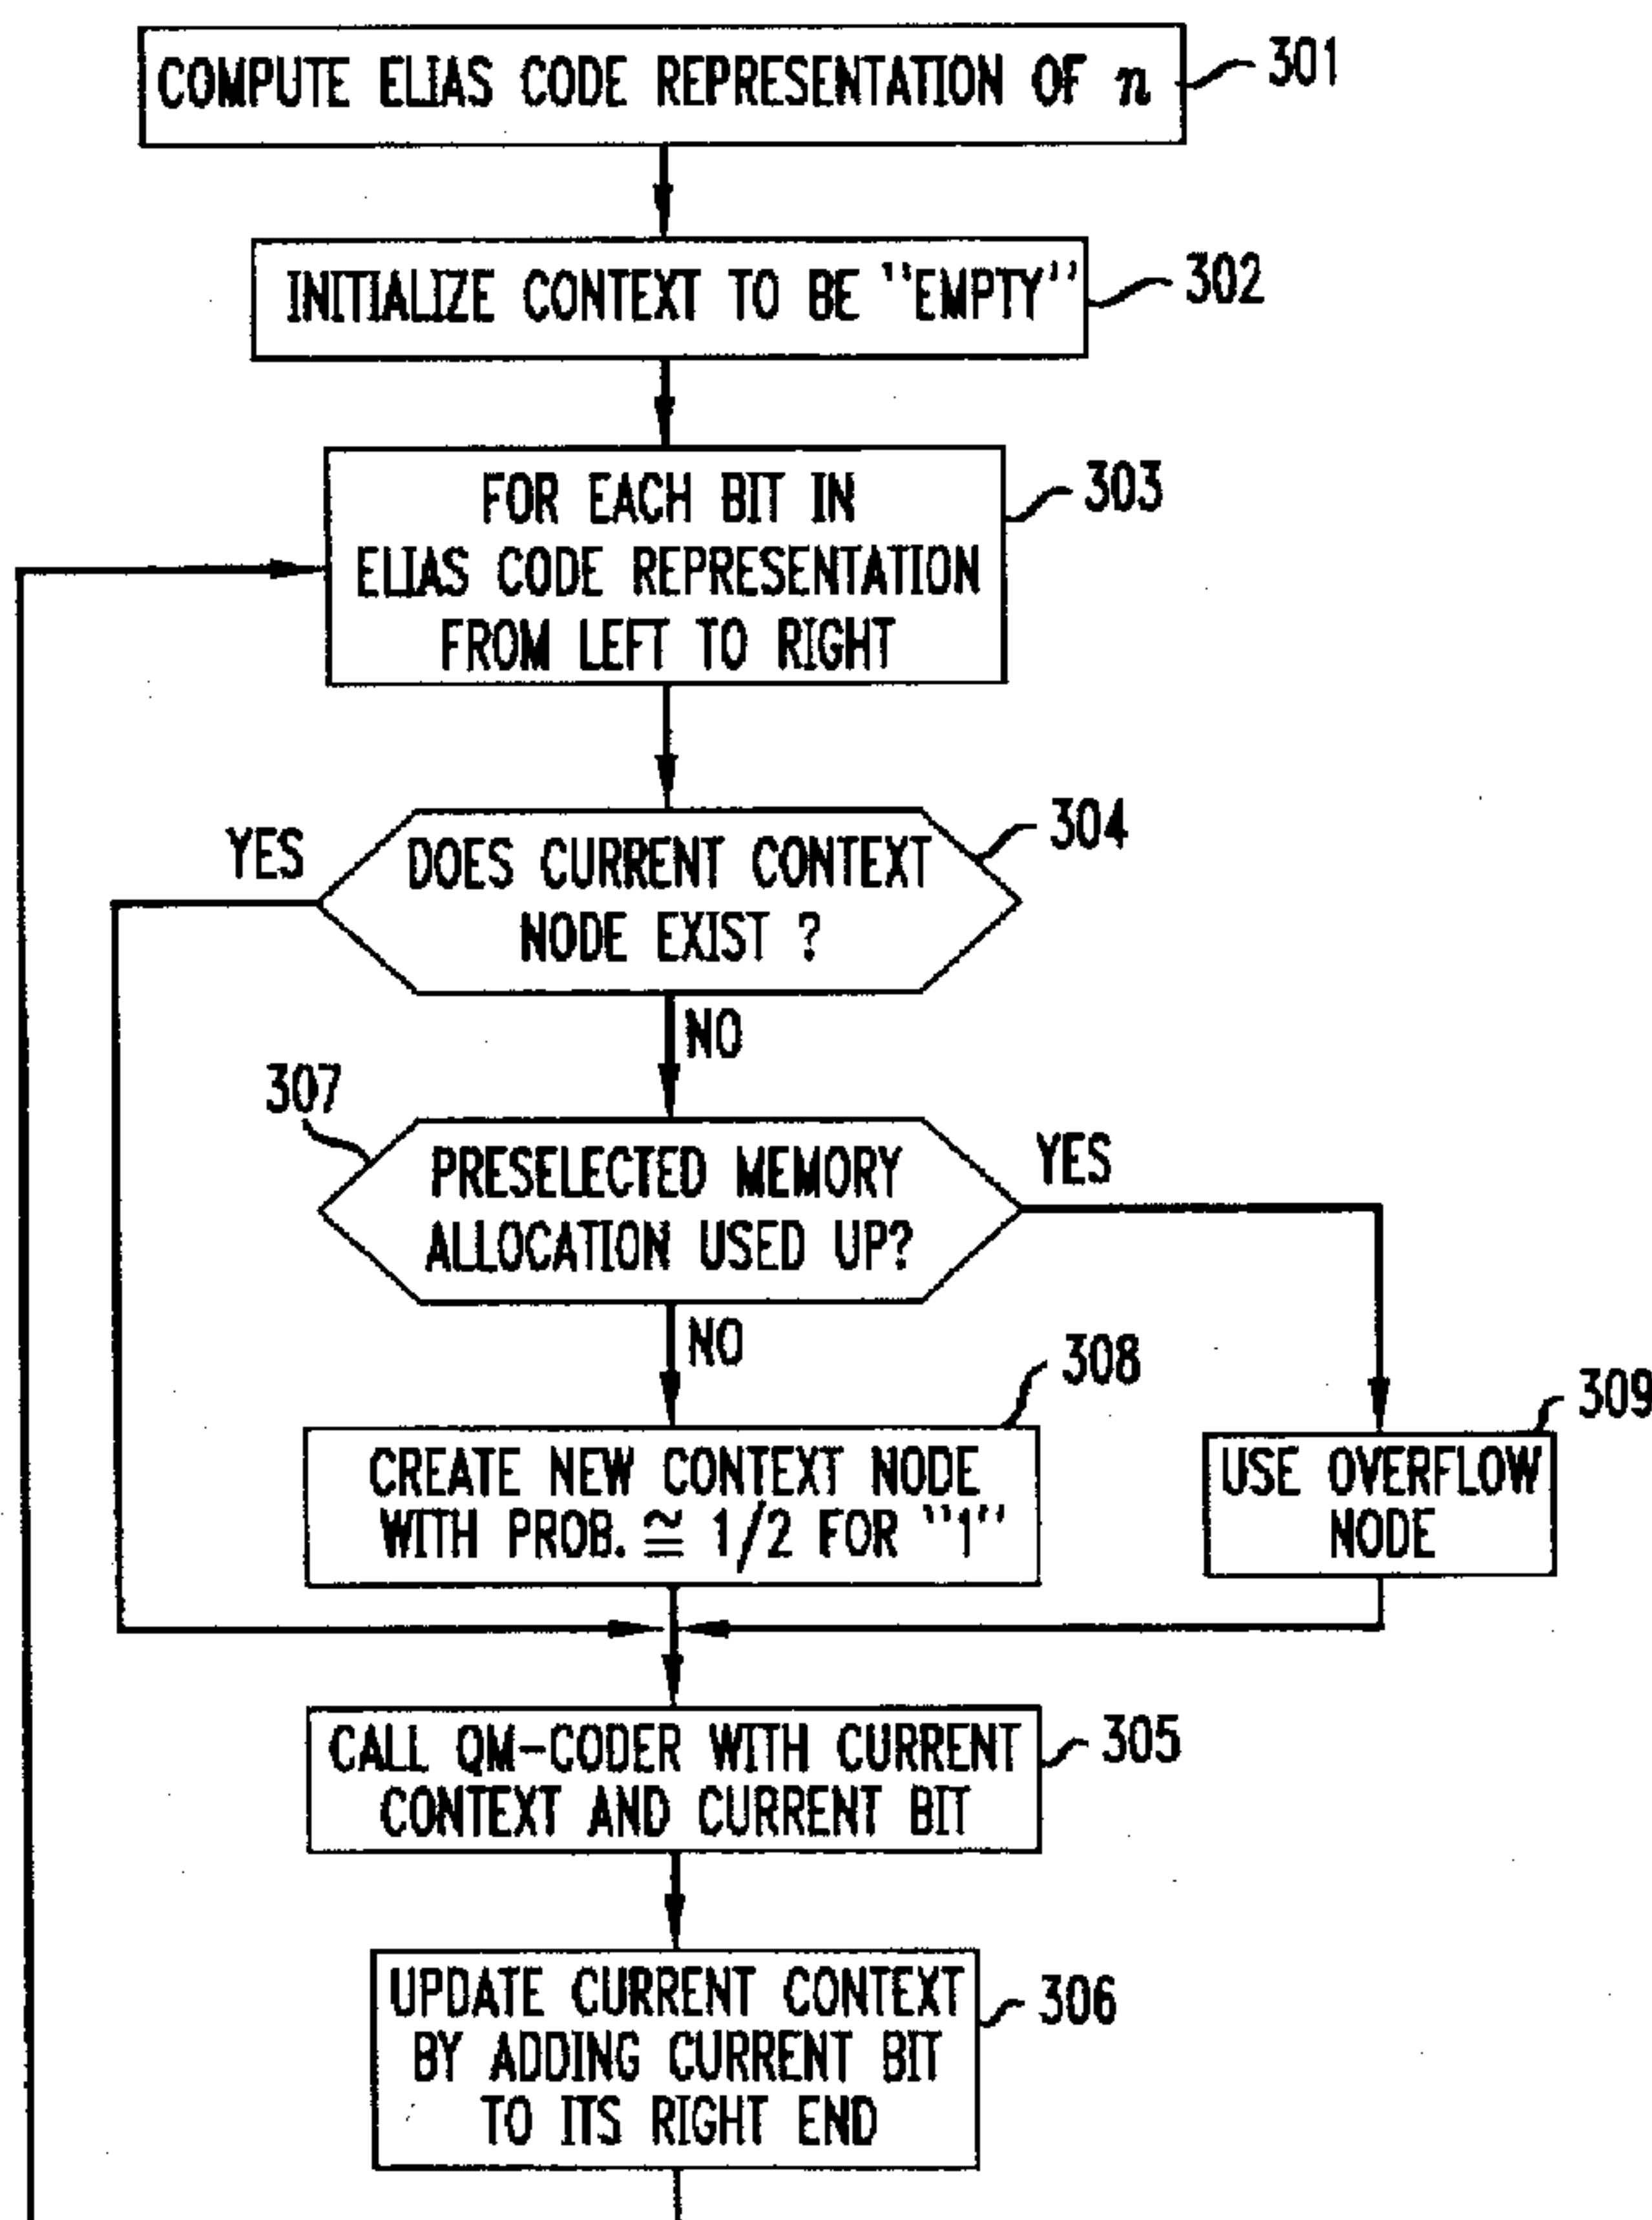 COMPUTE ELIAS CODE REPRESENTATION OF n
301
INITIALIZE CONTEXT TO BE "EMPTY"
302
FOR EACH BIT IN
ELIAS CODE REPRESENTATION
FROM LEFT TO RIGHT
303
YES
DOES CURRENT CONTEXT
NODE EXIST ?
304
NO
307
PRESELECTED MEMORY
ALLOCATION USED UP?
YES
NO
308
CREATE NEW CONTEXT NODE
WITH PROB. ≅ 1/2 FOR "1"
309
USE OVERFLOW
NODE
CALL QM-CODER WITH CURRENT
CONTEXT AND CURRENT BIT
305
UPDATE CURRENT CONTEXT
BY ADDING CURRENT BIT
TO ITS RIGHT END
306